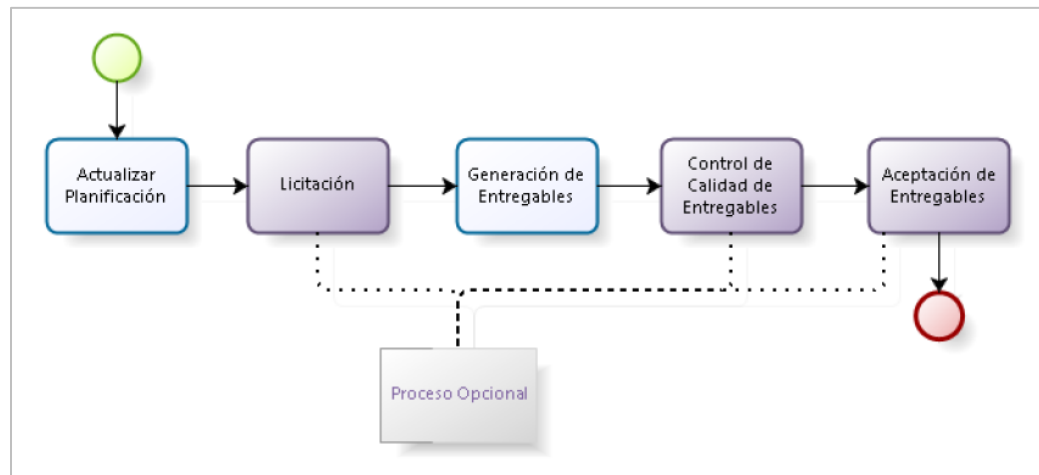 Actualizar
Planificación
Licitación
Generación de
Entregables
Control de
Calidad de
Entregables
Aceptación de
Entregables
Proceso Opcional